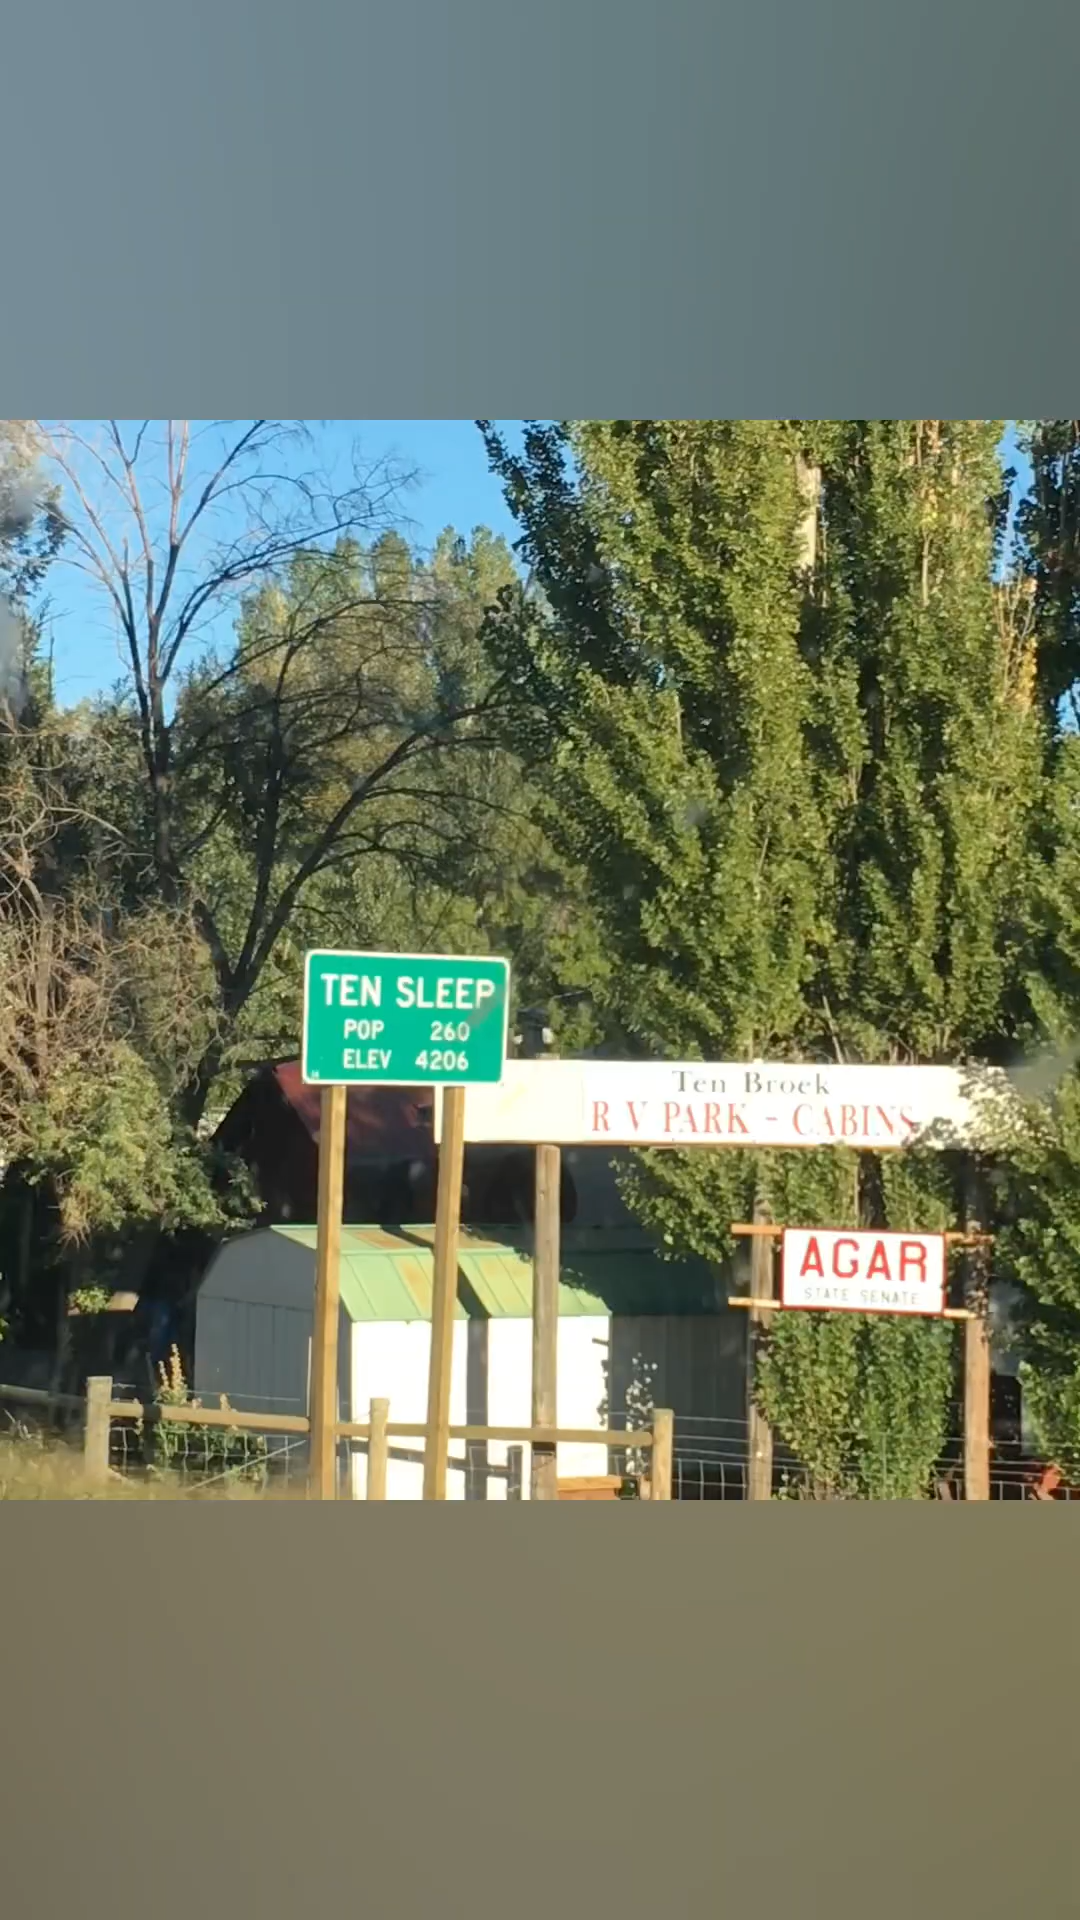 TEN SLEEP
POP 260
ELEV 4206
Ten Broek
R V PARK - CABINS
AGAR
STATE SENATE